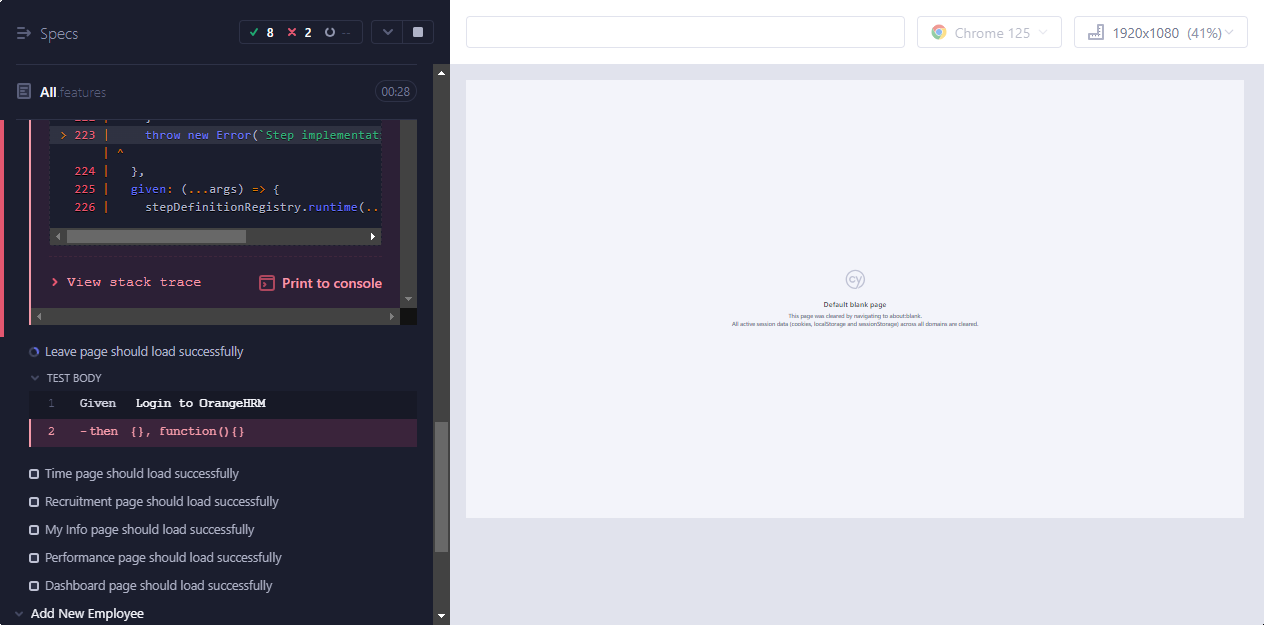 Specs
8 2 --
Chrome 125
1920x1080 (41%)
All.features
00:28
> 223 | throw new Error(`Step implementat
| ^
224 | },
225 | given: (...args) => {
226 | stepDefinitionRegistry.runtime(..
View stack trace
Print to console
Leave page should load successfully
TEST BODY
1 Given Login to OrangeHRM
2 -then {}, function(){}
Time page should load successfully
Recruitment page should load successfully
My Info page should load successfully
Performance page should load successfully
Dashboard page should load successfully
Add New Employee
cy
Default blank page
This page was cleared by navigating to about:blank.
All active session data (cookies, localStorage and sessionStorage) across all domains are cleared.